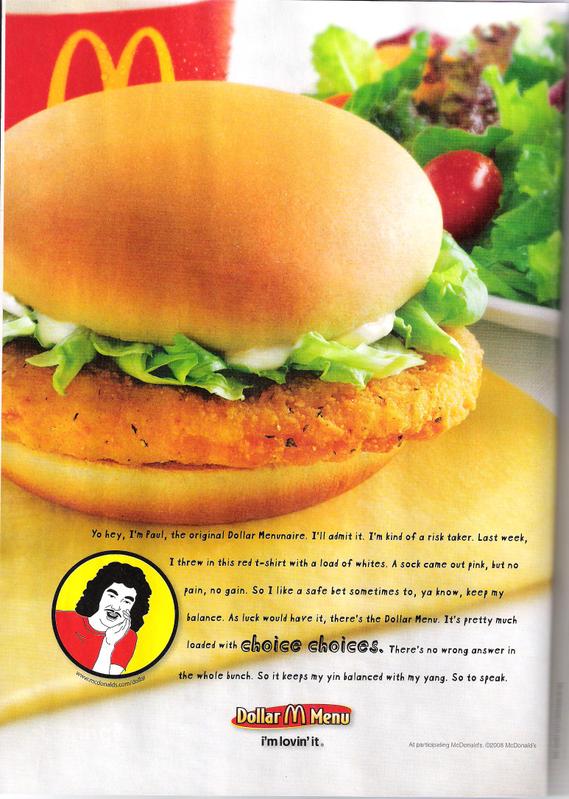 Yo hey, I'm Paul, the original Dollar Menunaire. I'll admit it. I'm kind of a risk taker. Last week,
I threw in this red t-shirt with a load of whites. A sock came out pink, but no
pain, no gain. So I like a safe bet sometimes to, ya know, keep my
balance. As luck would have it, there's the Dollar Menu. It's pretty much
loaded with choice choices. There's no wrong answer in
the whole bunch. So it keeps my yin balanced with my yang. So to speak.
www.mcdonalds.com/dollar
Dollar M Menu
i'm lovin' it®
At participating McDonald's. ©2008 McDonald's